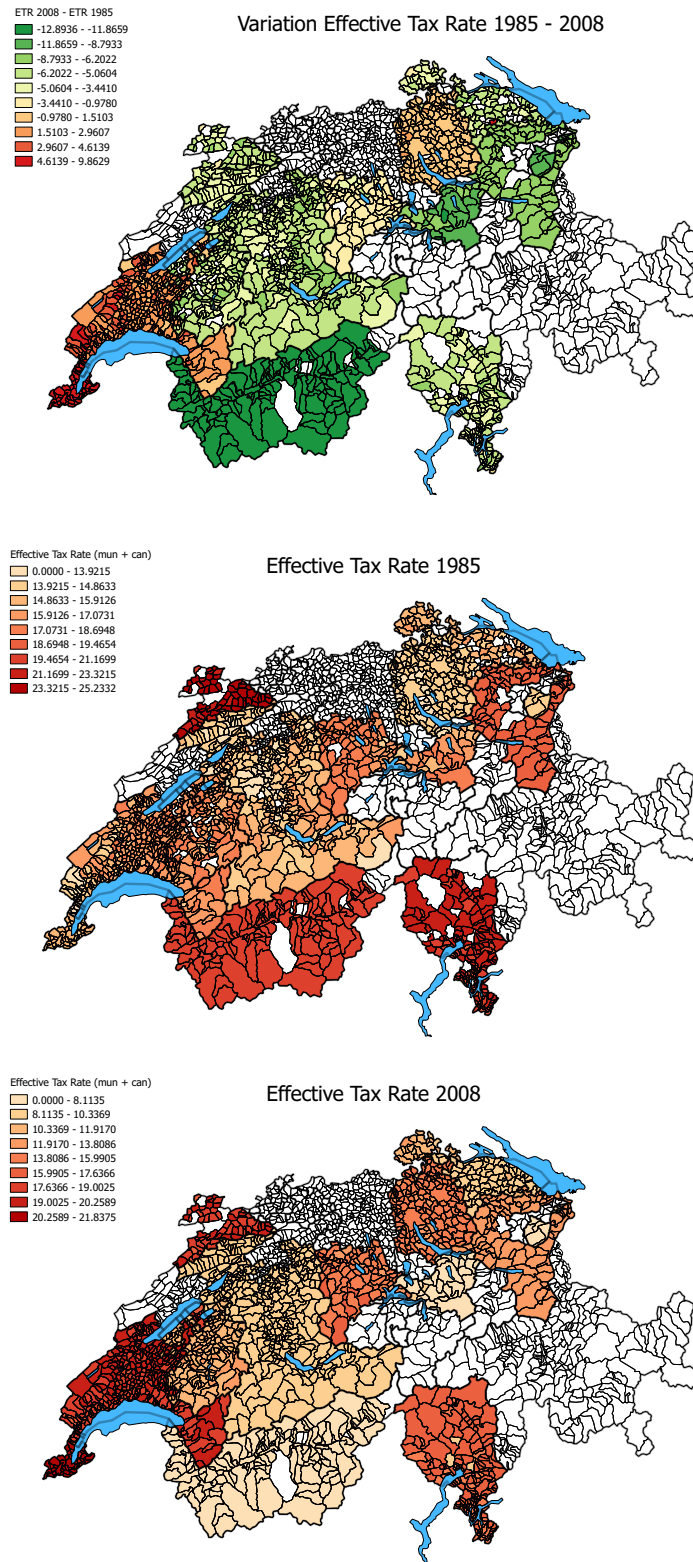 ETR 2008 - ETR 1985
Variation Effective Tax Rate 1985 - 2008
-12.8936 - -11.8659
-11.8659 - -8.7933
-8.7933 - -6.2022
-6.2022 - -5.0604
-5.0604 - -3.4410
-3.4410 - -0.9780
-0.9780 - 1.5103
1.5103 - 2.9607
2.9607 - 4.6139
4.6139 - 9.8629
Effective Tax Rate (mun + can)
Effective Tax Rate 1985
0.0000 - 13.9215
13.9215 - 14.8633
14.8633 - 15.9126
15.9126 - 17.0731
17.0731 - 18.6948
18.6948 - 19.4654
19.4654 - 21.1699
21.1699 - 23.3215
23.3215 - 25.2332
Effective Tax Rate (mun + can)
Effective Tax Rate 2008
0.0000 - 8.1135
8.1135 - 10.3369
10.3369 - 11.9170
11.9170 - 13.8086
13.8086 - 15.9905
15.9905 - 17.6366
17.6366 - 19.0025
19.0025 - 20.2589
20.2589 - 21.8375